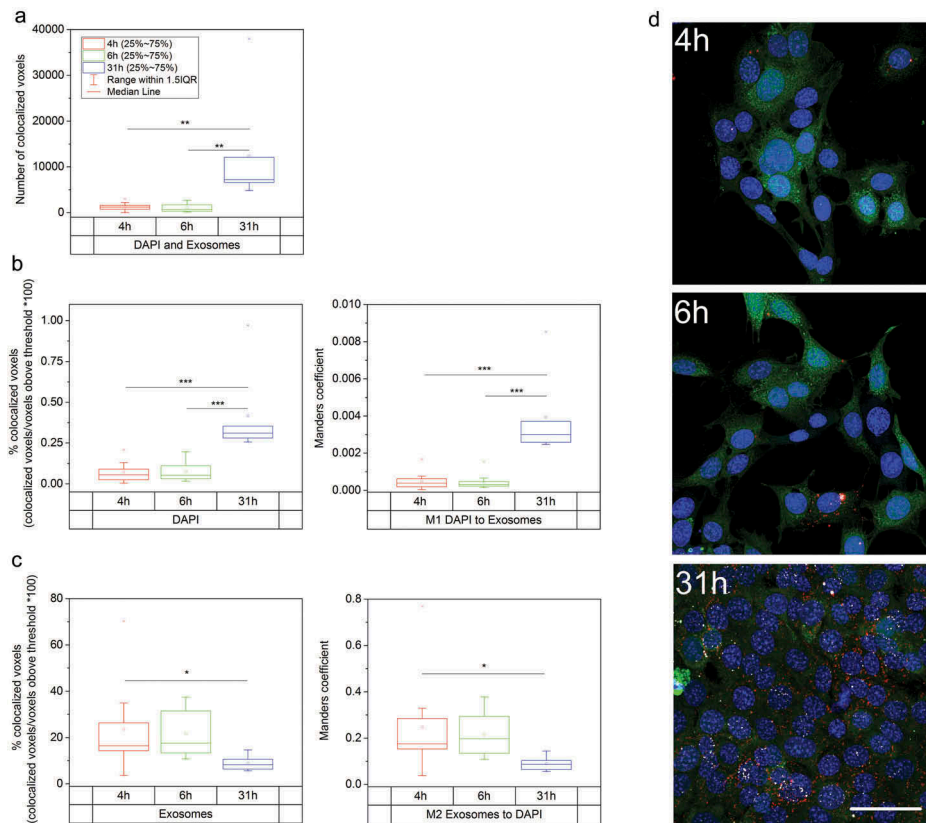 a
Number of colocalized voxels
40000
30000
20000
10000
0
4h (25%~75%)
6h (25%~75%)
31h (25%~75%)
Range within 1.5IQR
Median Line
**
**
4h 6h 31h
DAPI and Exosomes
b
% colocalized voxels
(colocalized voxels/voxels above threshold *100)
1.00
0.75
0.50
0.25
0.00
***
***
4h 6h 31h
DAPI
Manders coefficient
0.010
0.008
0.006
0.004
0.002
0.000
***
***
4h 6h 31h
M1 DAPI to Exosomes
c
% colocalized voxels
(colocalized voxels/voxels above threshold *100)
80
60
40
20
0
*
4h 6h 31h
Exosomes
Manders coefficient
0.8
0.6
0.4
0.2
0.0
*
4h 6h 31h
M2 Exosomes to DAPI
d
4h
6h
31h